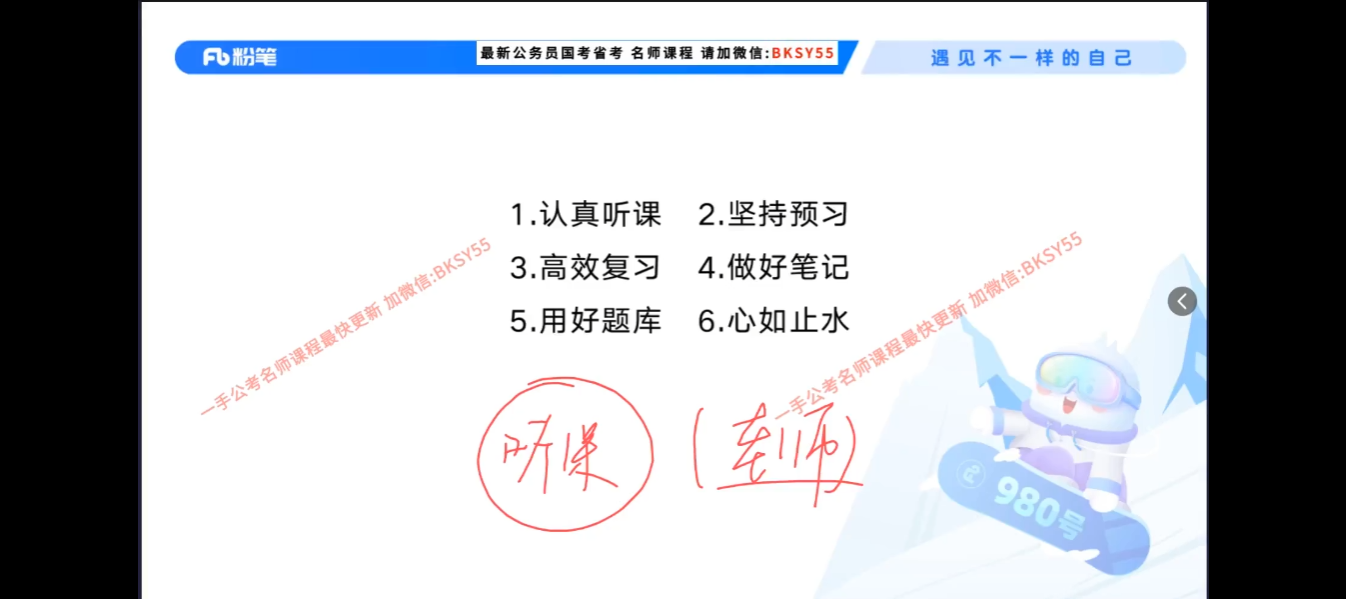 粉笔
最新公务员国考省考 名师课程 请加微信:BKSY55
遇见不一样的自己
1.认真听课 2.坚持预习
3.高效复习 4.做好笔记
5.用好题库 6.心如止水
一手公考名师课程最快更新 加微信:BKSY55
一手公考名师课程最快更新 加微信:BKSY55
听课
980号